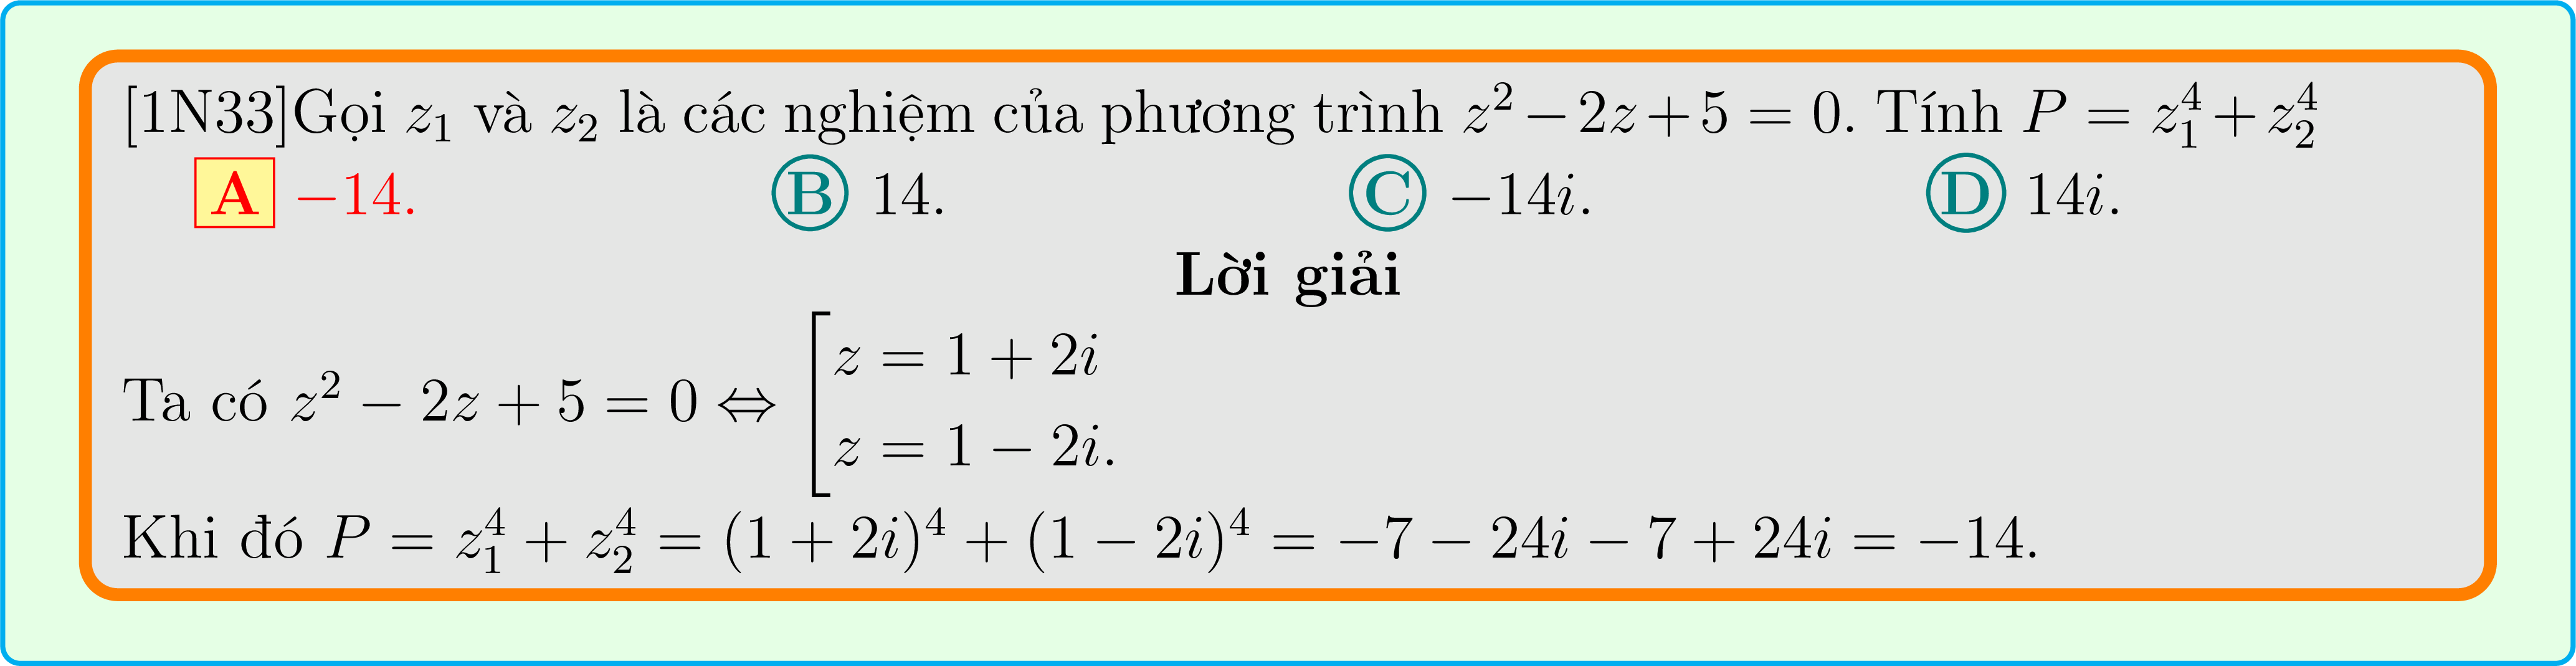 [1N33]Gọi $z_1$ và $z_2$ là các nghiệm của phương trình $z^2 - 2z + 5 = 0$. Tính $P = z_1^4 + z_2^4$
A $-14.$ B $14.$ C $-14i.$ D $14i.$
Lời giải
Ta có $z^2 - 2z + 5 = 0 \Leftrightarrow \left[\begin{array}{l} z = 1 + 2i \\ z = 1 - 2i. \end{array}\right.$
Khi đó $P = z_1^4 + z_2^4 = (1 + 2i)^4 + (1 - 2i)^4 = -7 - 24i - 7 + 24i = -14.$